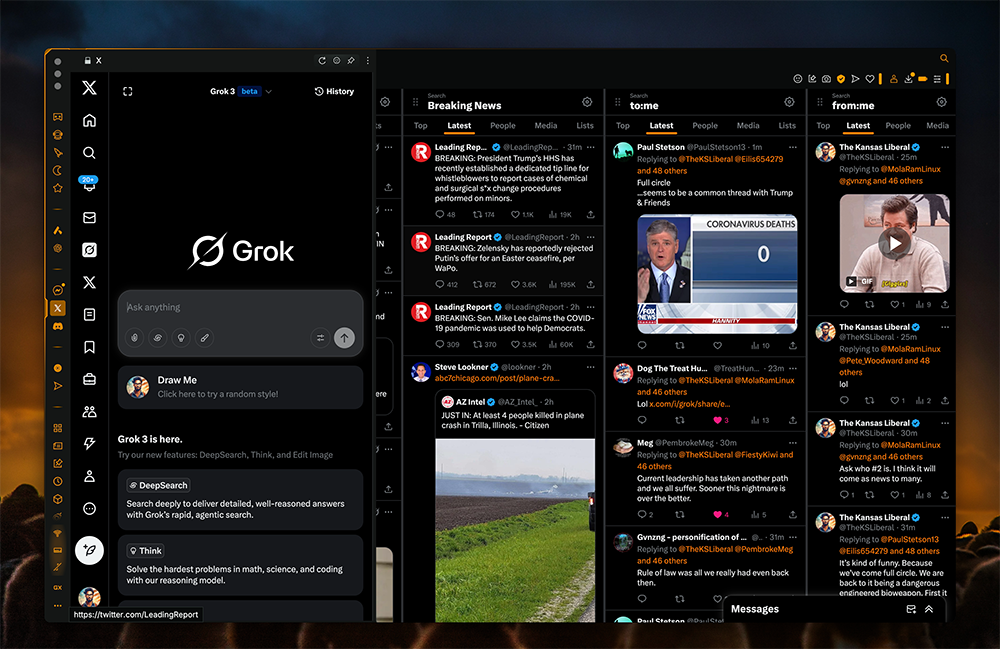 X
Grok 3 beta
History
20+
Grok
Ask anything
Draw Me
Click here to try a random style!
Grok 3 is here.
Try our new features: DeepSearch, Think, and Edit Image
DeepSearch
Search deeply to deliver detailed, well-reasoned answers
with Grok's rapid, agentic search.
Think
Solve the hardest problems in math, science, and coding
with our reasoning model.
GX
https://twitter.com/LeadingReport
ks
IN
nd
ere
Search
Breaking News
Top
Latest
People
Media
Lists
Leading Rep... @LeadingRep... · 31m
BREAKING: President Trump's HHS has
recently established a dedicated tip line for
whistleblowers to report cases of chemical
and surgical s*x change procedures
performed on minors.
48 174 1.1K 19K
Leading Report @LeadingReport · 2h
BREAKING: Zelensky has reportedly rejected
Putin's offer for an Easter ceasefire, per
WaPo.
412 672 3.6K 195K
Leading Report @LeadingReport · 2h
BREAKING: Sen. Mike Lee claims the COVID-
19 pandemic was used to help Democrats.
309 370 3.5K 60K
Steve Lookner @lookner · 2h
abc7chicago.com/post/plane-cra...
AZ AZ Intel @AZ_Intel_ · 2h
JUST IN: At least 4 people killed in plane
crash in Trilla, Illinois. - Citizen
Search
to:me
Top
Latest
People
Media
Lists
Paul Stetson @PaulStetson13 · 1m
Replying to @TheKSLiberal @Eilis654279
and 48 others
Full circle
...seems to be a common thread with Trump
& Friends
CORONAVIRUS DEATHS
0
FOX
NEWS
channel
HANNITY
10
Dog The Treat Hu... @TreatHun... · 23m
Replying to @TheKSLiberal @MolaRamLinux
and 46 others
Lol x.com/i/grok/share/e...
3 13
Meg @PembrokeMeg · 30m
Replying to @TheKSLiberal @FiestyKiwi and
46 others
Current leadership has taken another path
and we all suffer. Sooner this nightmare is
over the better.
2 4 5
Gvnzng - personification of ... @... · 31m
Replying to @TheKSLiberal @PembrokeMeg
and 46 others
Rule of law was all we really had even back
then.
Paul Stetson @PaulStet
Search
from:me
Top
Latest
People
Media
The Kansas Liberal
@TheKSLiberal · 25m
Replying to @MolaRamLinux
@gvnzng and 46 others
GIF
[Giggles]
1 9
The Kansas Liberal
@TheKSLiberal · 25m
Replying to @MolaRamLinux
@Pete_Woodward and 48
others
lol
1 2
The Kansas Liberal
@TheKSLiberal · 30m
Replying to @MolaRamLinux
@gvnzng and 46 others
Ask who #2 is. I think it will
come as news to many.
1 1 8
The Kansas Liberal
@TheKSLiberal · 31m
Replying to @PaulStetson13
@Eilis654279 and 48 others
It's kind of funny. Because
we've come full circle. We are
back to it being a dangerous
engineered bioweapon. First it
Messages